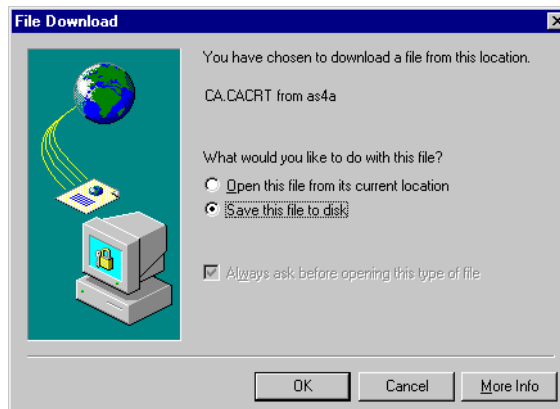 File Download
You have chosen to download a file from this location.
CA.CACRT from as4a
What would you like to do with this file?
Open this file from its current location
Save this file to disk
Always ask before opening this type of file
OK Cancel More Info